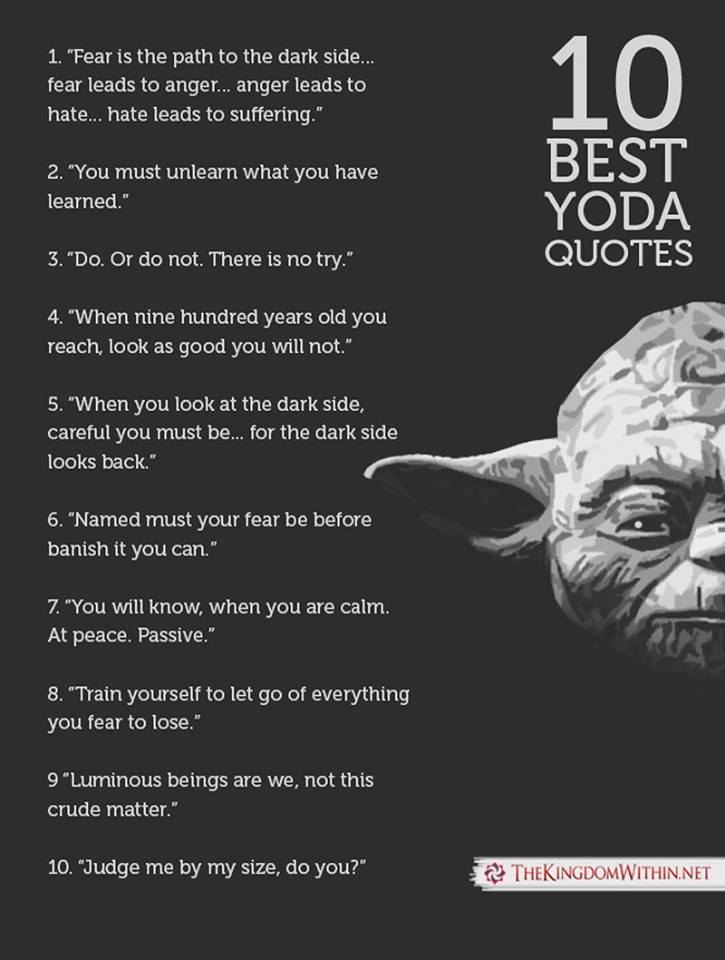 10
BEST
YODA
QUOTES
1. “Fear is the path to the dark side...
fear leads to anger... anger leads to
hate... hate leads to suffering.”
2. “You must unlearn what you have
learned.”
3. “Do. Or do not. There is no try.”
4. “When nine hundred years old you
reach, look as good you will not.”
5. “When you look at the dark side,
careful you must be... for the dark side
looks back.”
6. “Named must your fear be before
banish it you can.”
7. “You will know, when you are calm.
At peace. Passive.”
8. “Train yourself to let go of everything
you fear to lose.”
9 “Luminous beings are we, not this
crude matter.”
10. “Judge me by my size, do you?”
THEKINGDOMWITHIN.NET